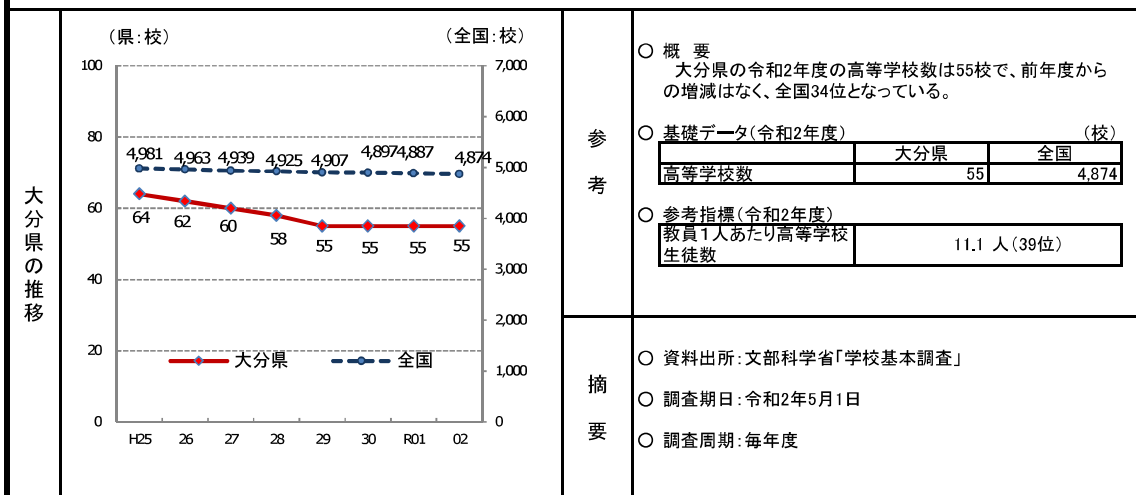 大分県の推移
(県:校)
(全国:校)
100
80
60
40
20
0
7,000
6,000
5,000
4,000
3,000
2,000
1,000
0
4,981 4,963 4,939 4,925 4,907 4,897 4,887 4,874
64 62 60 58 55 55 55 55
大分県 全国
H25 26 27 28 29 30 R01 02
参考
○ 概 要
大分県の令和2年度の高等学校数は55校で、前年度から
の増減はなく、全国34位となっている。
○ 基礎データ(令和2年度) (校)
大分県 全国
高等学校数 55 4,874
○ 参考指標(令和2年度)
教員1人あたり高等学校
生徒数
11.1 人(39位)
摘要
○ 資料出所:文部科学省「学校基本調査」
○ 調査期日:令和2年5月1日
○ 調査周期:毎年度